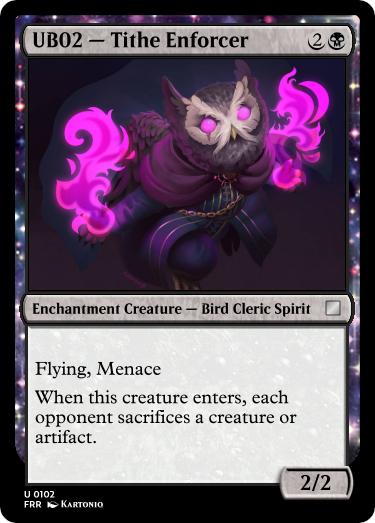 UB02 — Tithe Enforcer 2
Enchantment Creature — Bird Cleric Spirit
Flying, Menace
When this creature enters, each
opponent sacrifices a creature or
artifact.
2/2
U 0102
FRR Kartonio